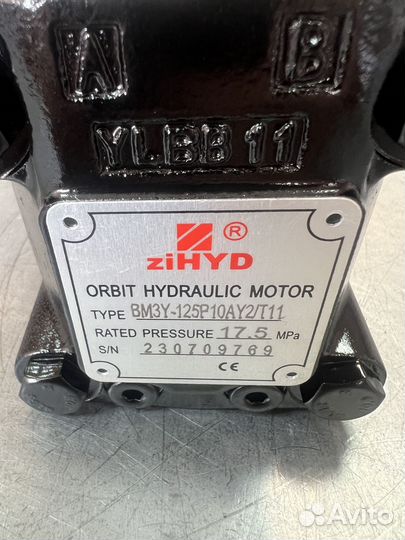 A B
YLBB 11
ziHYD ®
ORBIT HYDRAULIC MOTOR
TYPE BM3Y-125P10AY2/T11
RATED PRESSURE 17.5 MPa
S/N 230709769
CE
Avito